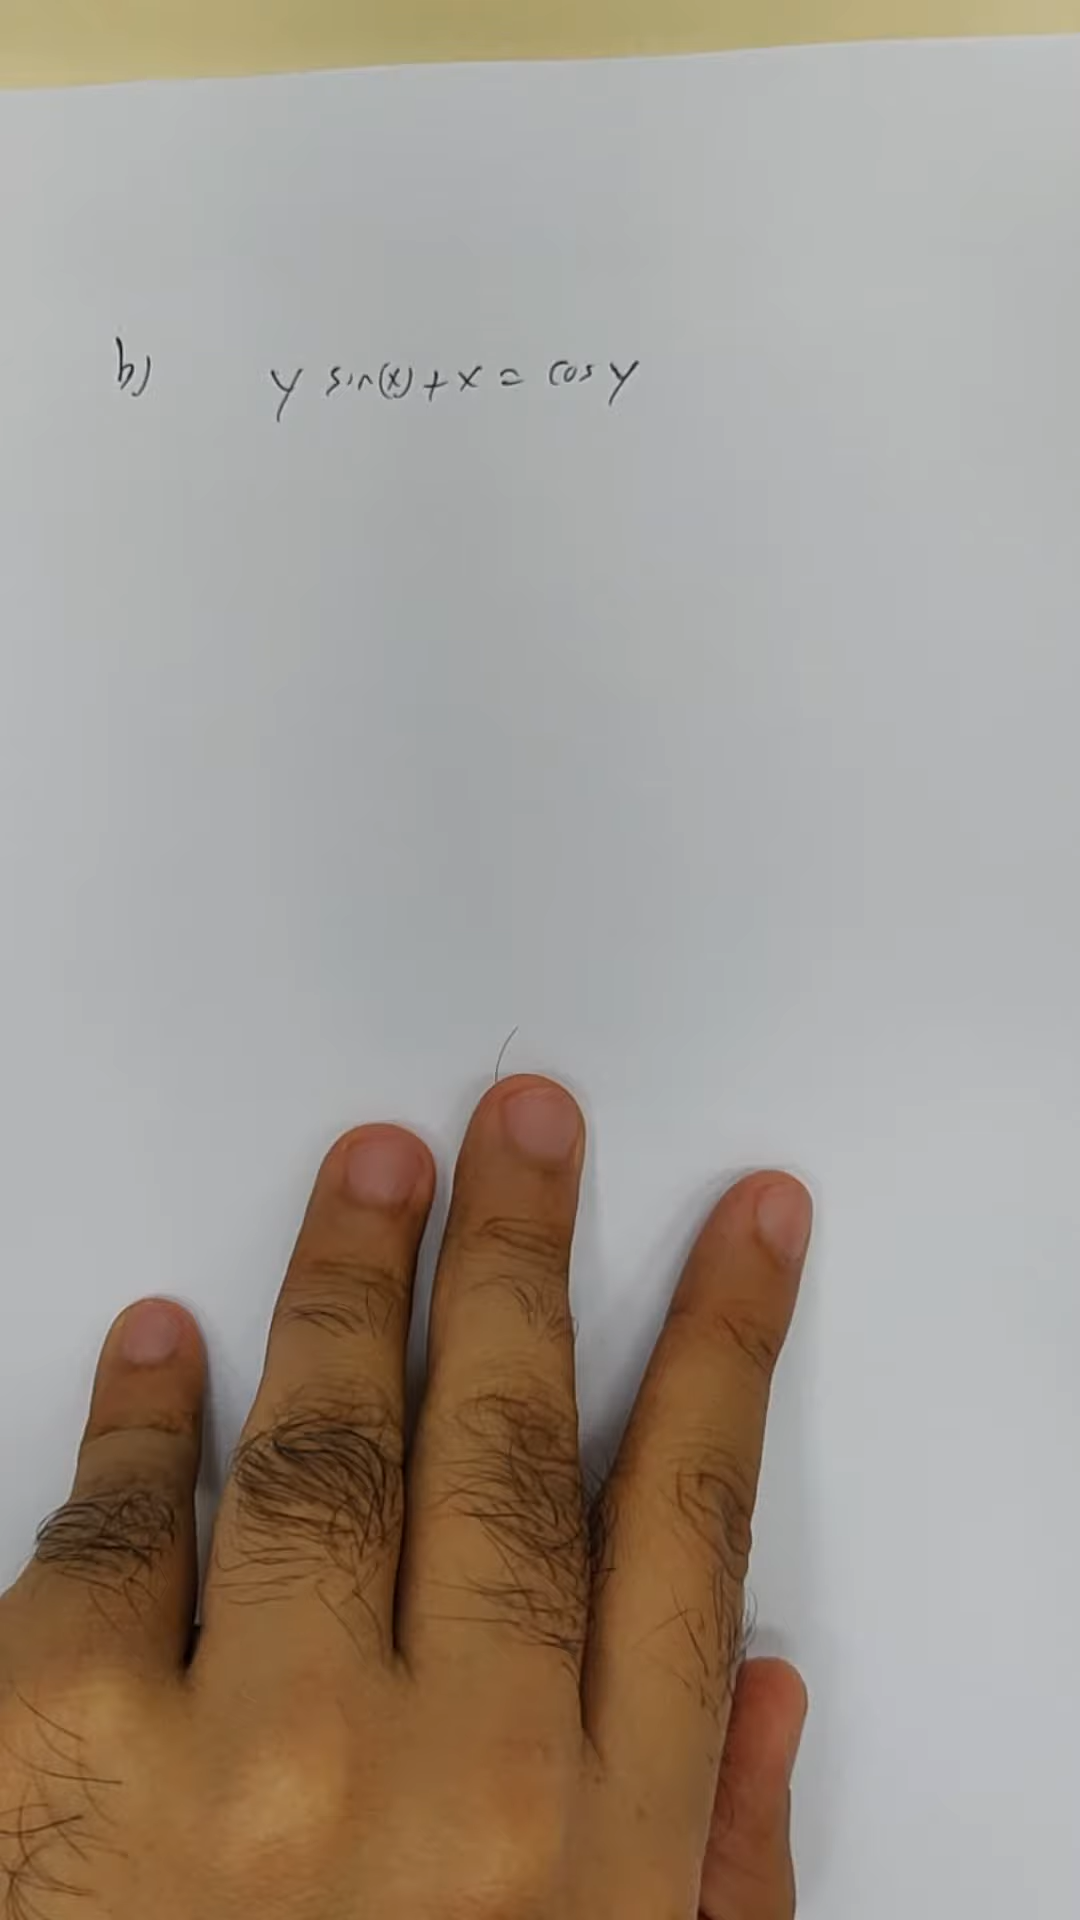 b) y sin(x) + x = cos y